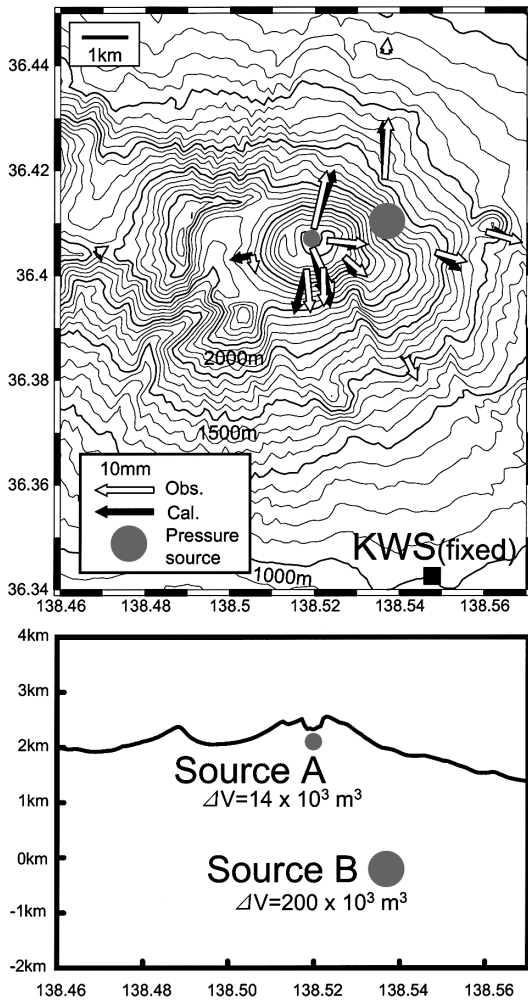 1km
36.44
36.42
36.4
36.38
36.36
36.34
2000m
1500m
1000m
10mm
Obs.
Cal.
Pressure
source
KWS(fixed)
138.46 138.48 138.5 138.52 138.54 138.56
4km
3km
2km
1km
0km
-1km
-2km
Source A
⊿V=14 x 10³ m³
Source B
⊿V=200 x 10³ m³
138.46 138.48 138.50 138.52 138.54 138.56